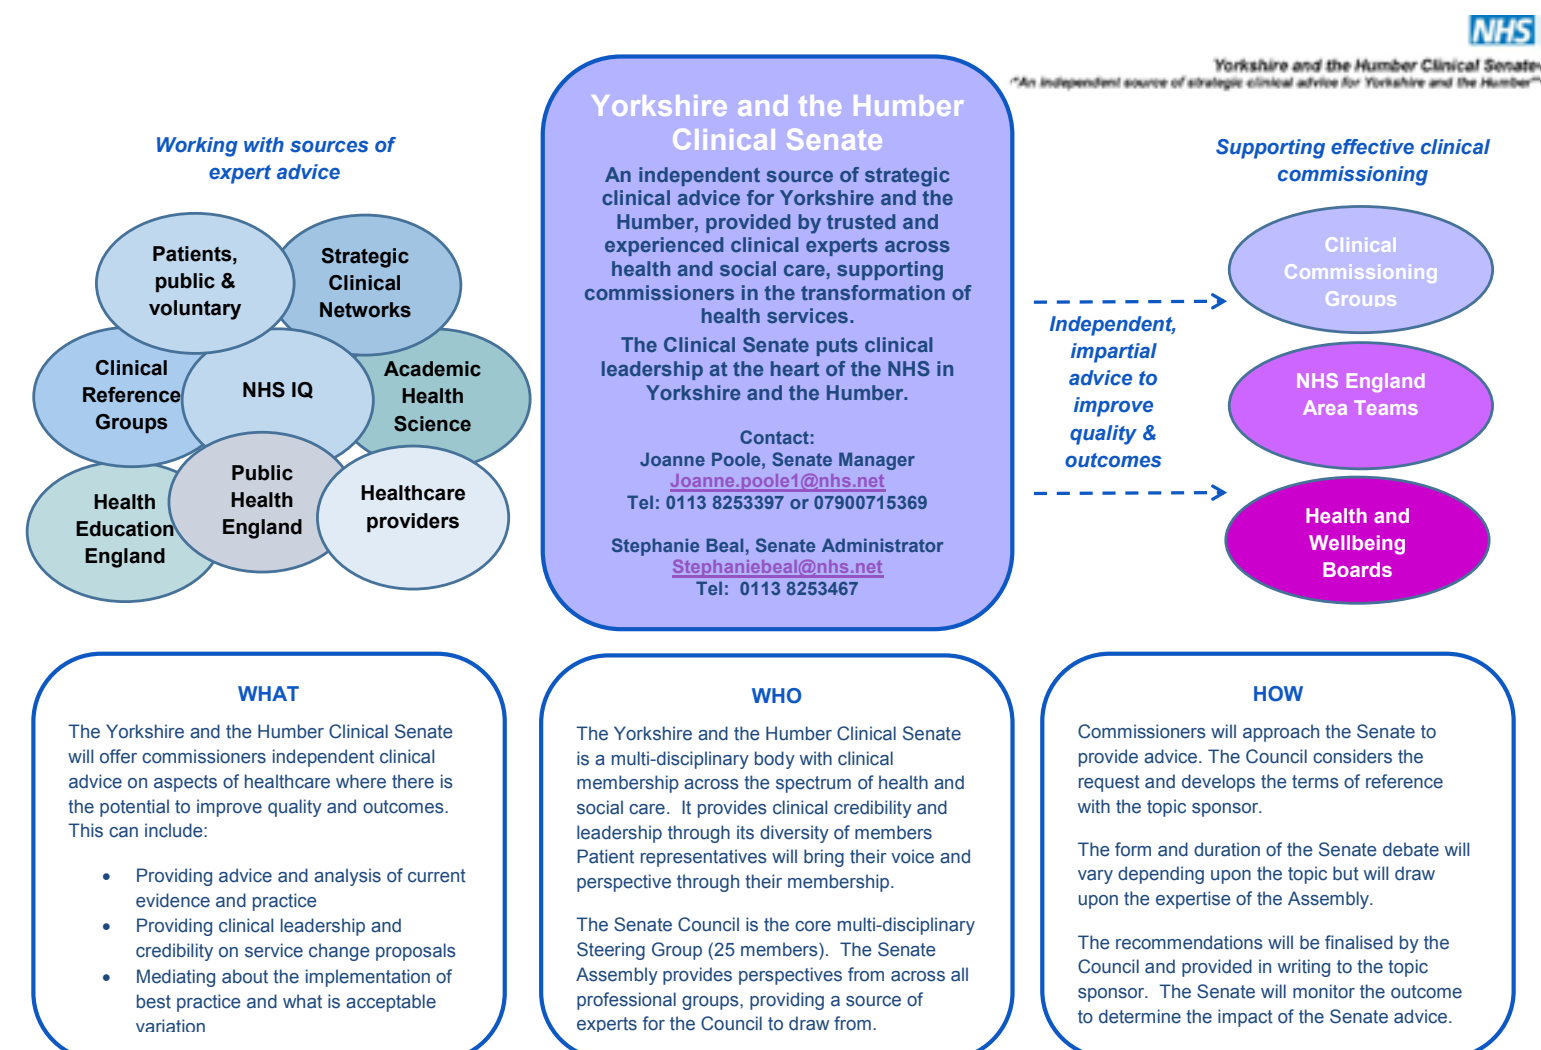 NHS
Yorkshire and the Humber Clinical Senate
"An independent source of strategic clinical advice for Yorkshire and the Humber"
Working with sources of
expert advice
Patients,
public &
voluntary
Strategic
Clinical
Networks
Clinical
Reference
Groups
NHS IQ
Academic
Health
Science
Health
Education
England
Public
Health
England
Healthcare
providers
Yorkshire and the Humber
Clinical Senate
An independent source of strategic
clinical advice for Yorkshire and the
Humber, provided by trusted and
experienced clinical experts across
health and social care, supporting
commissioners in the transformation of
health services.
The Clinical Senate puts clinical
leadership at the heart of the NHS in
Yorkshire and the Humber.
Contact:
Joanne Poole, Senate Manager
Joanne.poole1@nhs.net
Tel: 0113 8253397 or 07900715369
Stephanie Beal, Senate Administrator
Stephaniebeal@nhs.net
Tel:  0113 8253467
Supporting effective clinical
commissioning
Independent,
impartial
advice to
improve
quality &
outcomes
Clinical
Commissioning
Groups
NHS England
Area Teams
Health and
Wellbeing
Boards
WHAT
The Yorkshire and the Humber Clinical Senate
will offer commissioners independent clinical
advice on aspects of healthcare where there is
the potential to improve quality and outcomes.
This can include:
• Providing advice and analysis of current
evidence and practice
• Providing clinical leadership and
credibility on service change proposals
• Mediating about the implementation of
best practice and what is acceptable
variation
WHO
The Yorkshire and the Humber Clinical Senate
is a multi-disciplinary body with clinical
membership across the spectrum of health and
social care.  It provides clinical credibility and
leadership through its diversity of members
Patient representatives will bring their voice and
perspective through their membership.
The Senate Council is the core multi-disciplinary
Steering Group (25 members).  The Senate
Assembly provides perspectives from across all
professional groups, providing a source of
experts for the Council to draw from.
HOW
Commissioners will approach the Senate to
provide advice. The Council considers the
request and develops the terms of reference
with the topic sponsor.
The form and duration of the Senate debate will
vary depending upon the topic but will draw
upon the expertise of the Assembly.
The recommendations will be finalised by the
Council and provided in writing to the topic
sponsor.  The Senate will monitor the outcome
to determine the impact of the Senate advice.